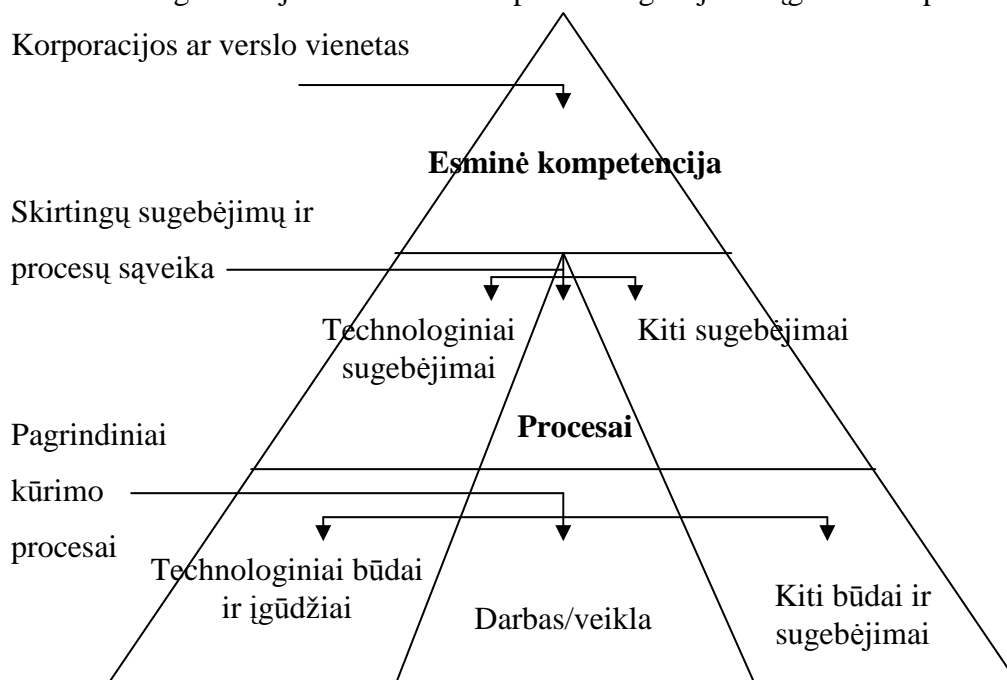 Korporacijos ar verslo vienetas
Esminė kompetencija
Skirtingų sugebėjimų ir
procesų sąveika
Technologiniai
sugebėjimai
Kiti sugebėjimai
Procesai
Pagrindiniai
kūrimo
procesai
Technologiniai būdai
ir įgūdžiai
Darbas/veikla
Kiti būdai ir
sugebėjimai